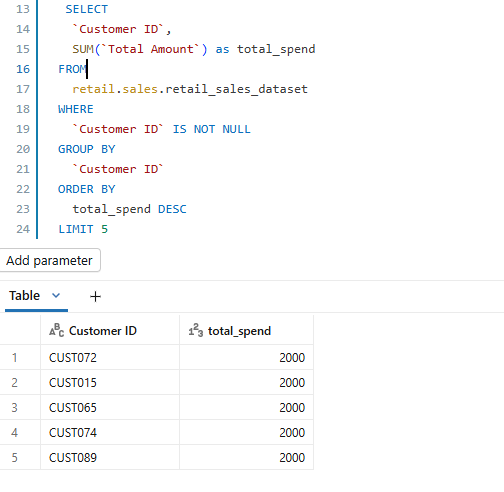 13 SELECT
14 `Customer ID`,
15 SUM(`Total Amount`) as total_spend
16 FROM
17 retail.sales.retail_sales_dataset
18 WHERE
19 `Customer ID` IS NOT NULL
20 GROUP BY
21 `Customer ID`
22 ORDER BY
23 total_spend DESC
24 LIMIT 5
Add parameter
Table +
ABC Customer ID 123 total_spend
1 CUST072 2000
2 CUST015 2000
3 CUST065 2000
4 CUST074 2000
5 CUST089 2000